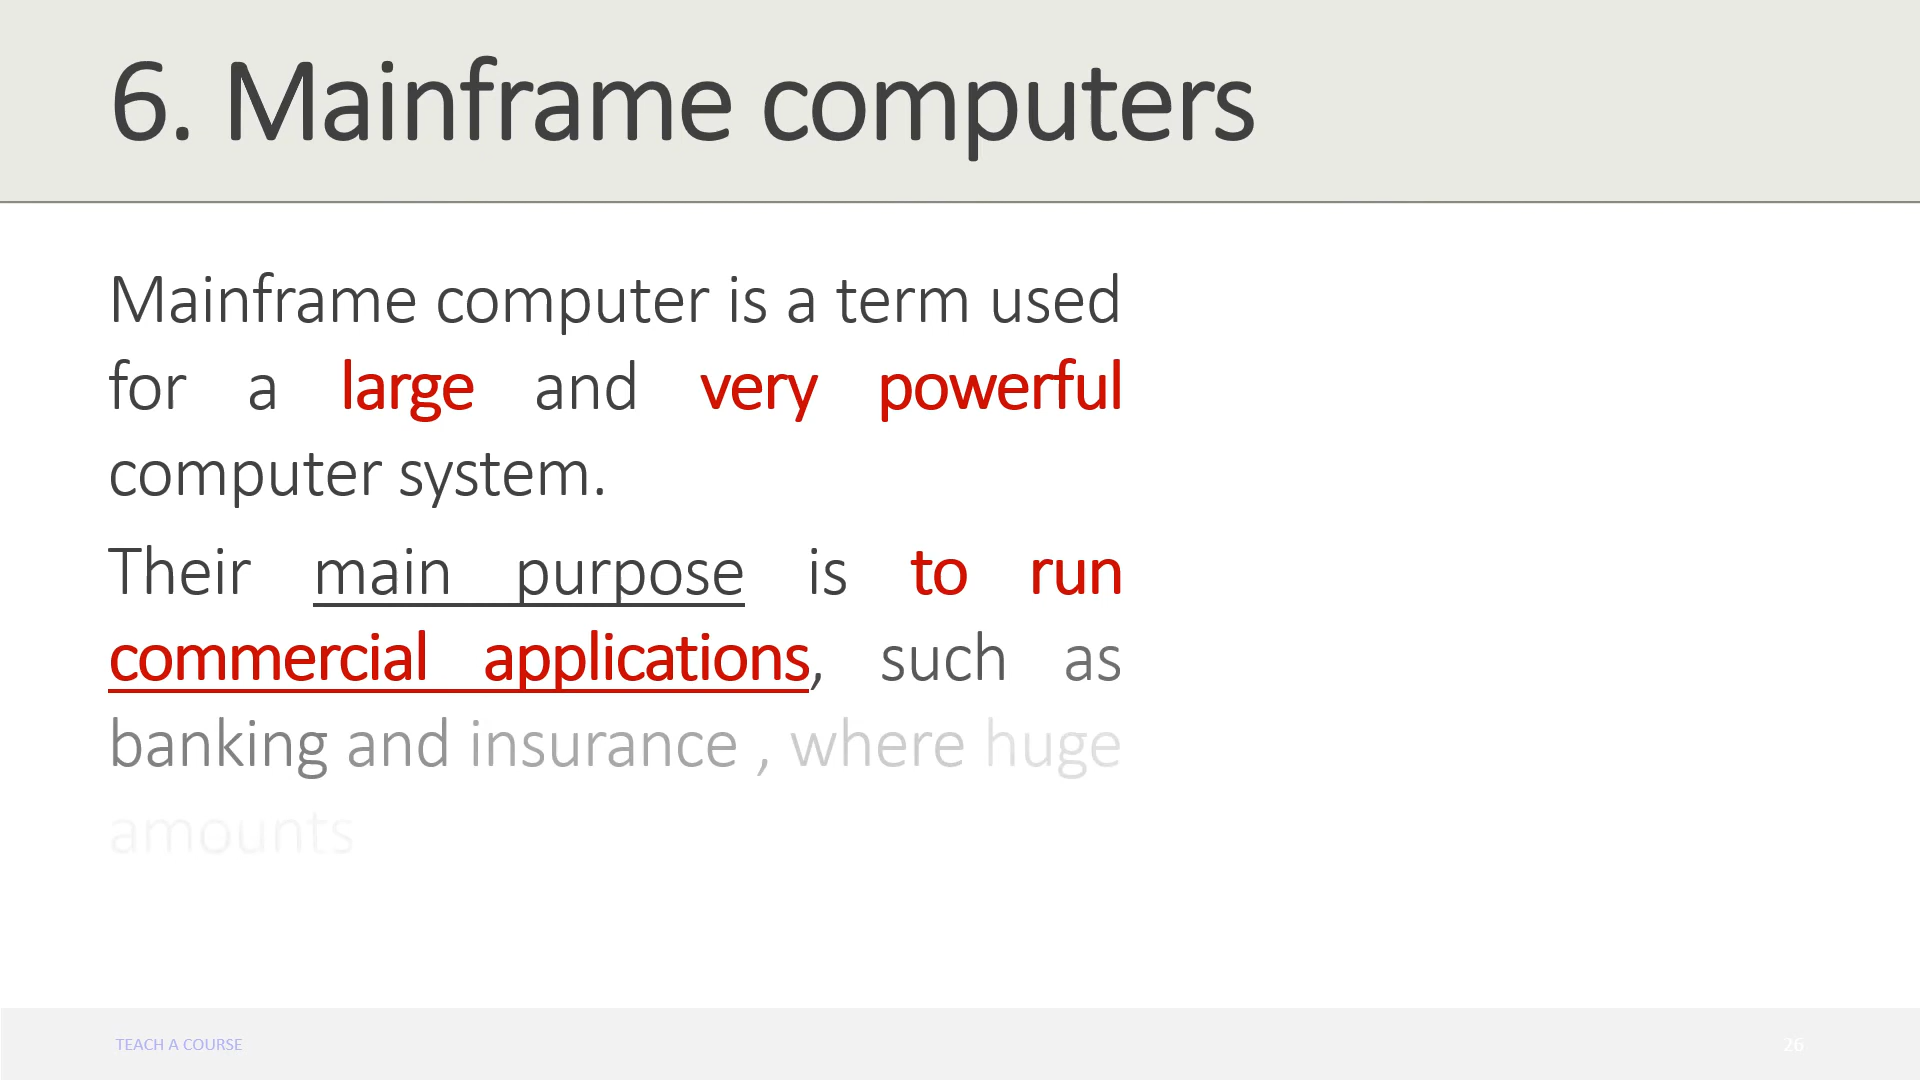 6. Mainframe computers
Mainframe computer is a term used
for a large and very powerful
computer system.
Their main purpose is to run
commercial applications, such as
banking and insurance , where huge
amounts
TEACH A COURSE
26